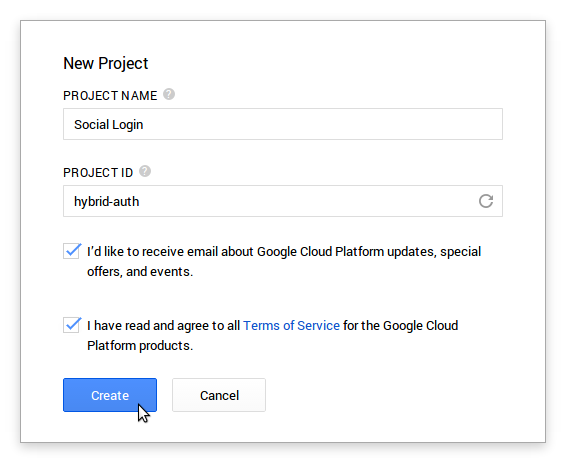 New Project
PROJECT NAME ?
Social Login
PROJECT ID ?
hybrid-auth
I'd like to receive email about Google Cloud Platform updates, special
offers, and events.
I have read and agree to all Terms of Service for the Google Cloud
Platform products.
Create Cancel